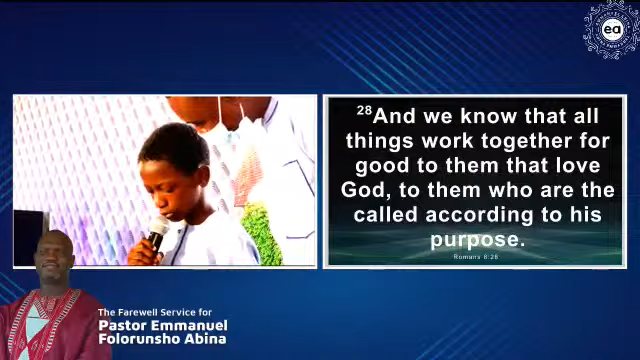 ea
28And we know that all
things work together for
good to them that love
God, to them who are the
called according to his
purpose.
Romans 8:28
The Farewell Service for
Pastor Emmanuel
Folorunsho Abina